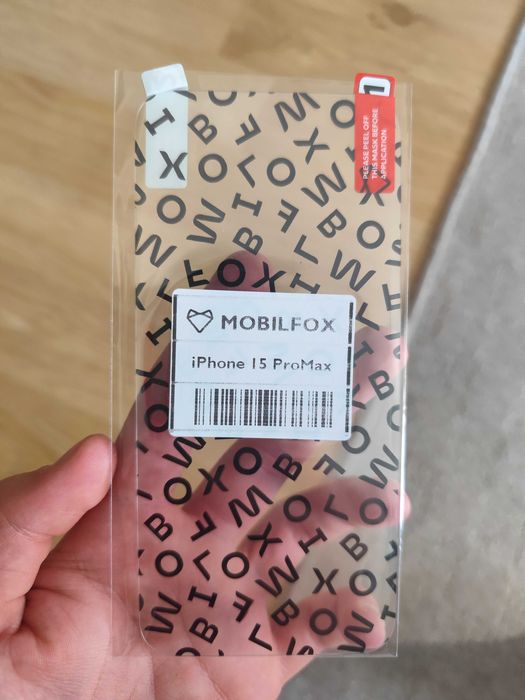 1
PLEASE PEEL OFF
THIS MASK BEFORE
APPLICATION.
MOBILFOX
iPhone 15 ProMax